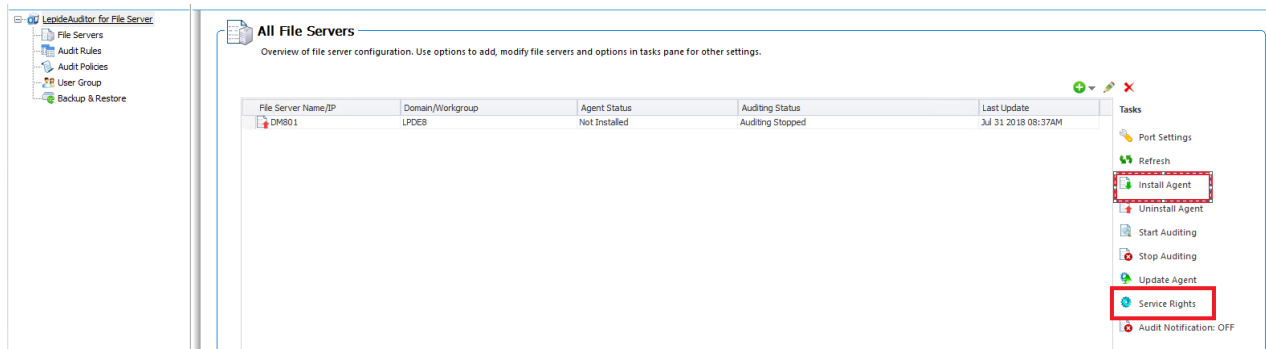 LepideAuditor for File Server
File Servers
Audit Rules
Audit Policies
User Group
Backup & Restore
All File Servers
Overview of file server configuration. Use options to add, modify file servers and options in tasks pane for other settings.
File Server Name/IP Domain/Workgroup Agent Status Auditing Status Last Update
DM801 LPDE8 Not Installed Auditing Stopped Jul 31 2018 08:37AM
Tasks
Port Settings
Refresh
Install Agent
Uninstall Agent
Start Auditing
Stop Auditing
Update Agent
Service Rights
Audit Notification: OFF